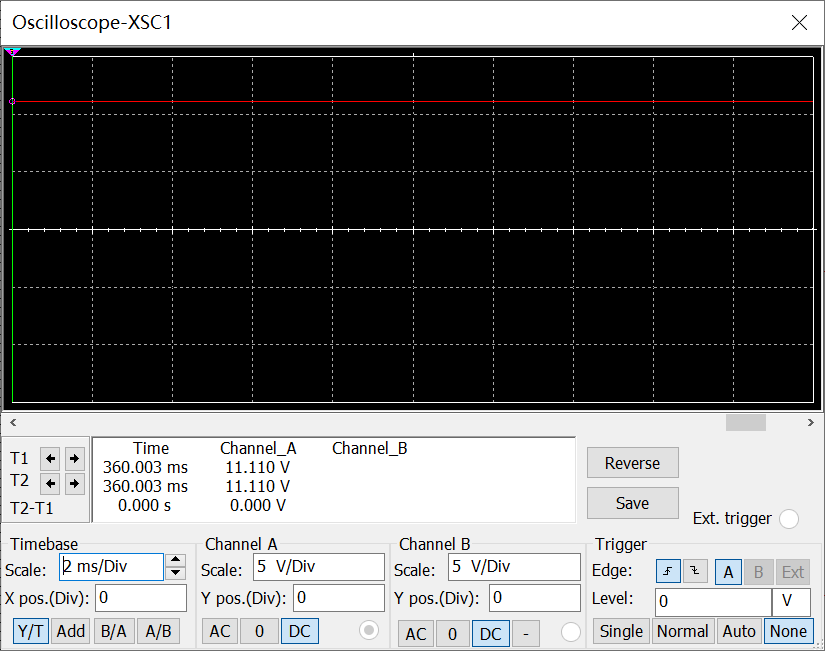 Oscilloscope-XSC1
Time Channel_A Channel_B
T1 360.003 ms 11.110 V
T2 360.003 ms 11.110 V
T2-T1 0.000 s 0.000 V
Reverse
Save
Ext. trigger
Timebase
Scale: 2 ms/Div
X pos.(Div): 0
Y/T Add B/A A/B
Channel A
Scale: 5 V/Div
Y pos.(Div): 0
AC 0 DC
Channel B
Scale: 5 V/Div
Y pos.(Div): 0
AC 0 DC -
Trigger
Edge: A B Ext
Level: 0 V
Single Normal Auto None